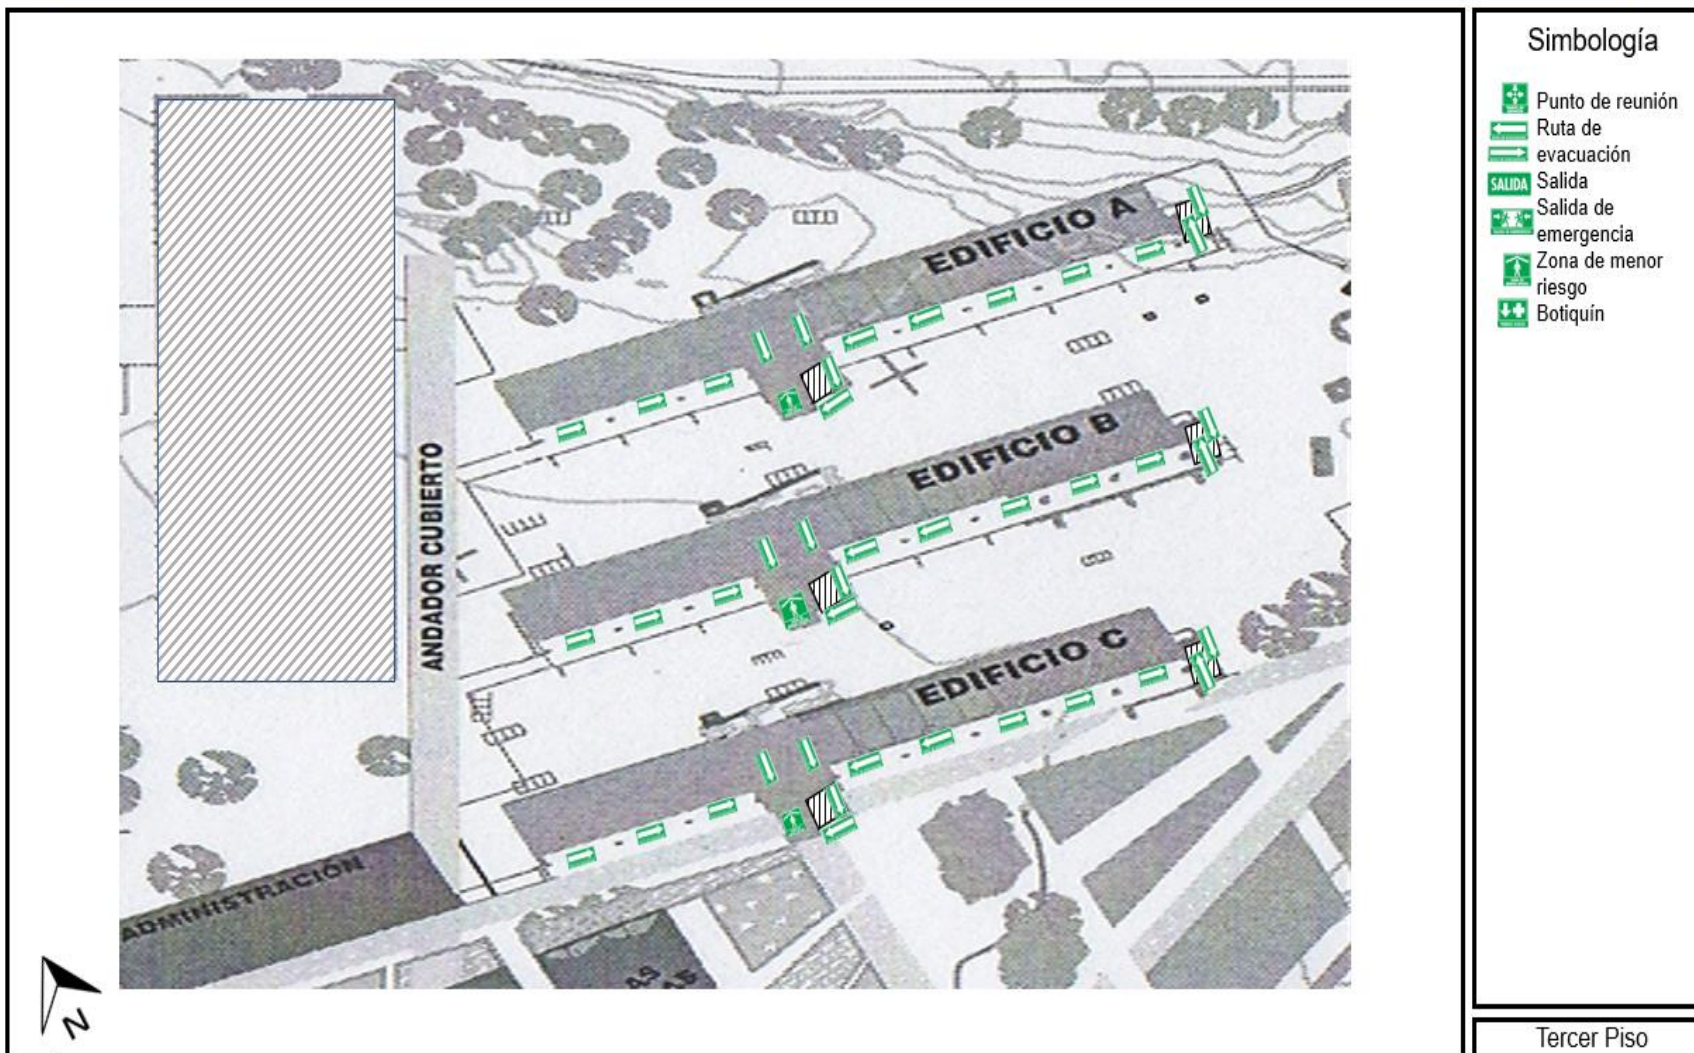 Simbología
Punto de reunión
Ruta de
evacuación
SALIDA
Salida
Salida de
emergencia
Zona de menor
riesgo
Botiquín
EDIFICIO A
EDIFICIO B
EDIFICIO C
ANDADOR CUBIERTO
ADMINISTRACIÓN
AS
N
Tercer Piso